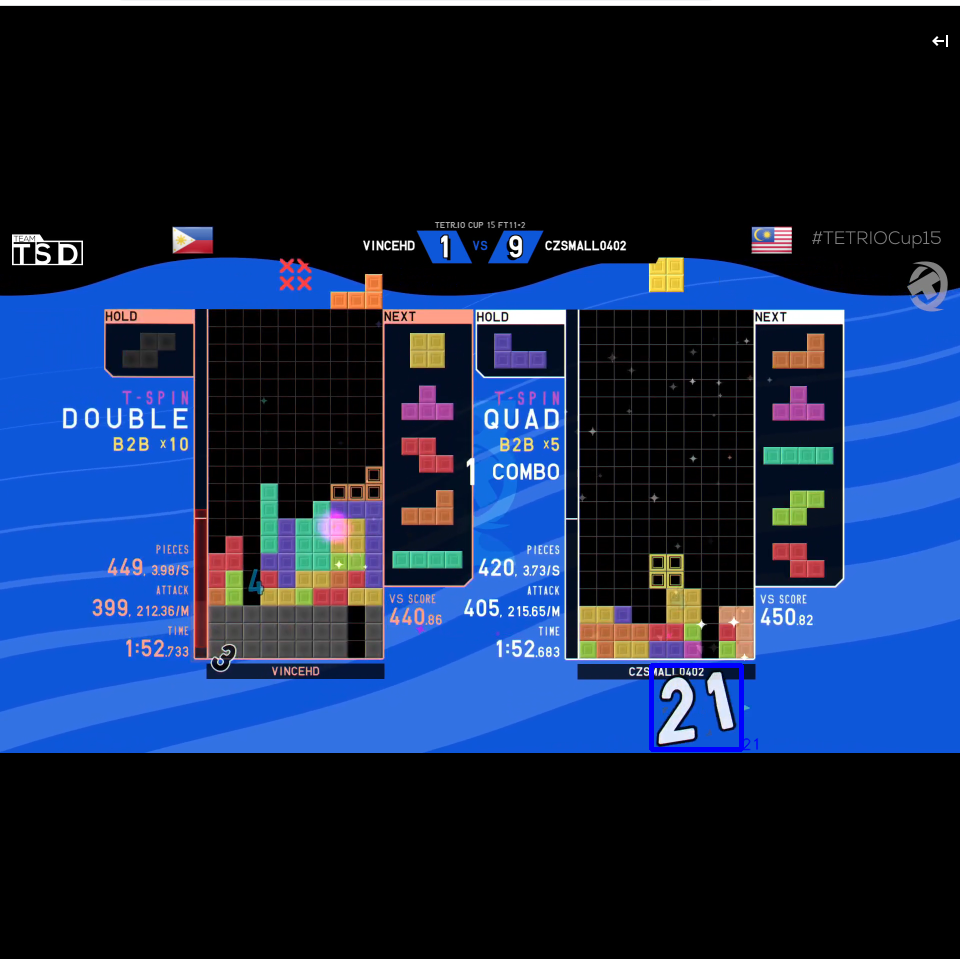 TETR.IO CUP 15 FT11-2
VINCEHD 1 VS 9 CZSMALL0402
#TETRIOCup15
TEAM
TSD
HOLD
NEXT
HOLD
NEXT
T-SPIN
DOUBLE
B2B x10
T-SPIN
QUAD
B2B x5
1 COMBO
PIECES
449, 3.98/S
ATTACK
399, 212.36/M
TIME
1:52.733
VS SCORE
440.86
PIECES
420, 3.73/S
ATTACK
405, 215.65/M
TIME
1:52.683
VS SCORE
450.82
4
3
VINCEHD
CZSMALL0402
21
21